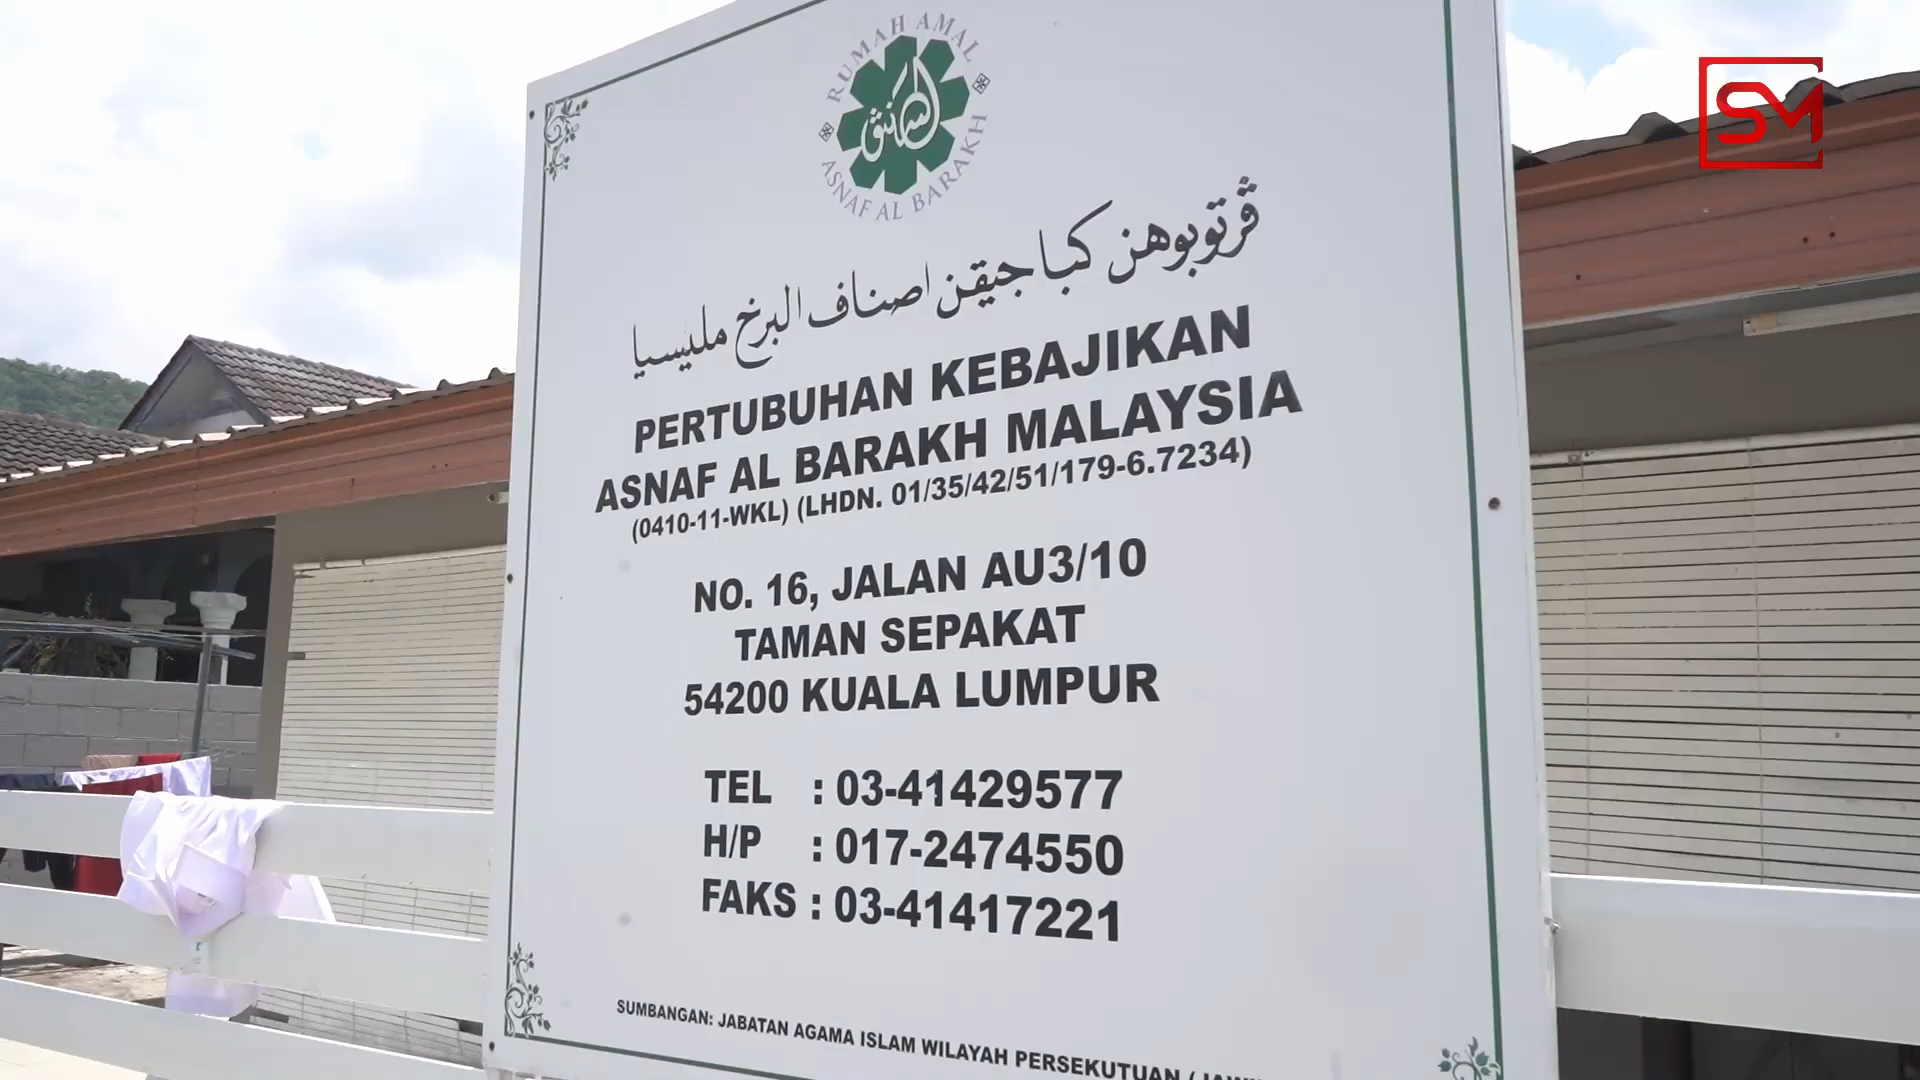 RUMAH AMAL
ASNAF AL BARAKH
SM
ڤرتوبوهن كباجيقن اصناف البرخ مليسيا
PERTUBUHAN KEBAJIKAN
ASNAF AL BARAKH MALAYSIA
(0410-11-WKL) (LHDN. 01/35/42/51/179-6.7234)
NO. 16, JALAN AU3/10
TAMAN SEPAKAT
54200 KUALA LUMPUR
TEL : 03-41429577
H/P : 017-2474550
FAKS : 03-41417221
SUMBANGAN: JABATAN AGAMA ISLAM WILAYAH PERSEKUTUAN